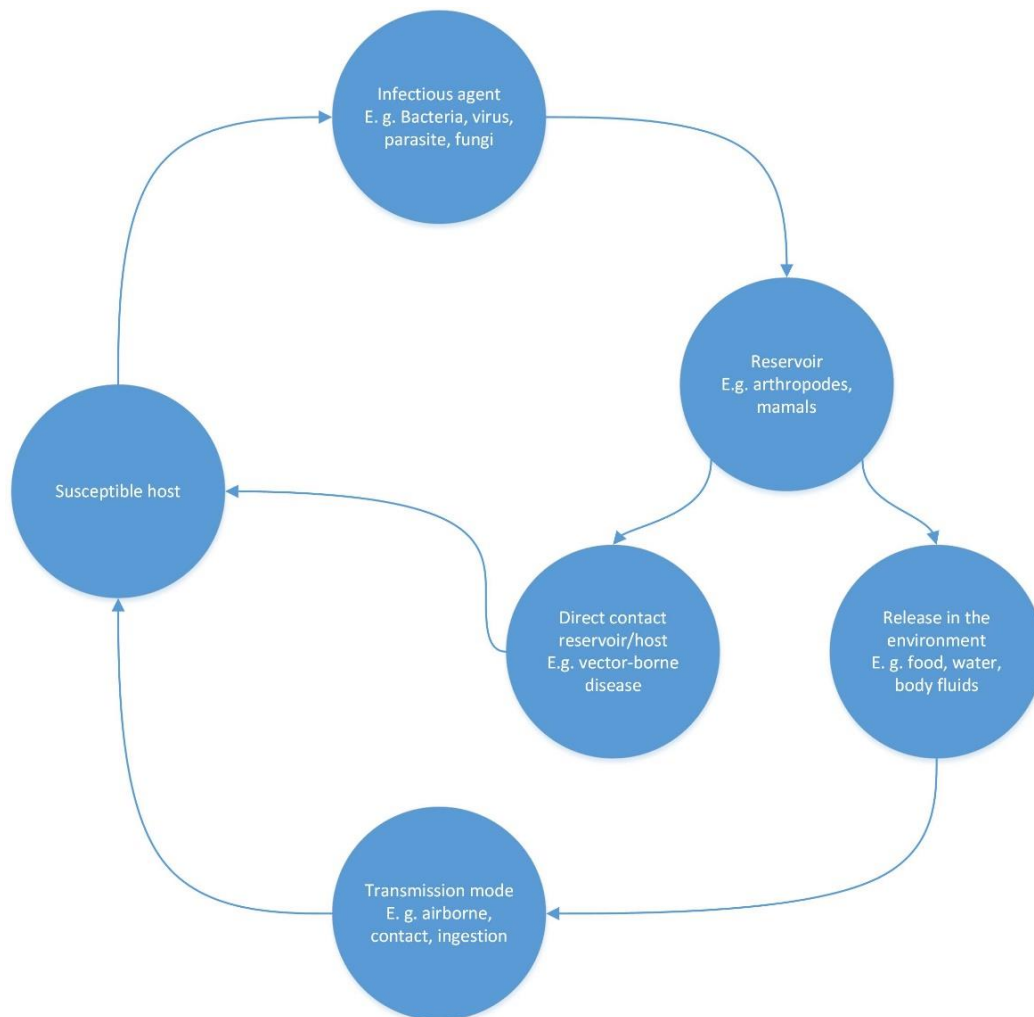 Infectious agent
E. g. Bacteria, virus,
parasite, fungi
Reservoir
E.g. arthropodes,
mamals
Susceptible host
Direct contact
reservoir/host
E.g. vector-borne
disease
Release in the
environment
E. g. food, water,
body fluids
Transmission mode
E. g. airborne,
contact, ingestion